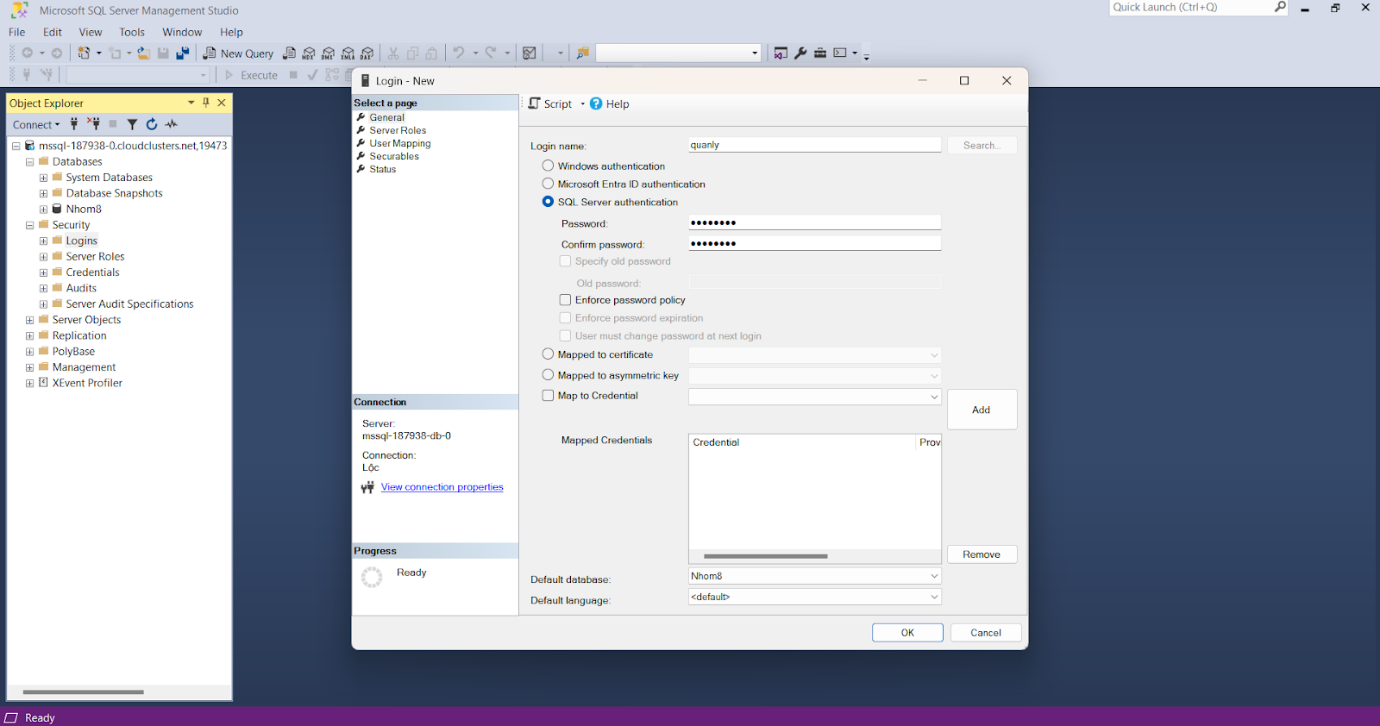 Microsoft SQL Server Management Studio
Quick Launch (Ctrl+Q)
File Edit View Tools Window Help
New Query
MDX DMX XMLA DAX
Execute
Object Explorer
Connect
mssql-187938-0.cloudclusters.net,19473
Databases
System Databases
Database Snapshots
Nhom8
Security
Logins
Server Roles
Credentials
Audits
Server Audit Specifications
Server Objects
Replication
PolyBase
Management
XEvent Profiler
Login - New
Select a page
General
Server Roles
User Mapping
Securables
Status
Connection
Server:
mssql-187938-db-0
Connection:
Lộc
View connection properties
Progress
Ready
Script Help
Login name: quanly Search...
Windows authentication
Microsoft Entra ID authentication
SQL Server authentication
Password: ●●●●●●●●
Confirm password: ●●●●●●●●
Specify old password
Old password:
Enforce password policy
Enforce password expiration
User must change password at next login
Mapped to certificate
Mapped to asymmetric key
Map to Credential
Add
Mapped Credentials Credential Prov
Remove
Default database: Nhom8
Default language: <default>
OK Cancel
Ready